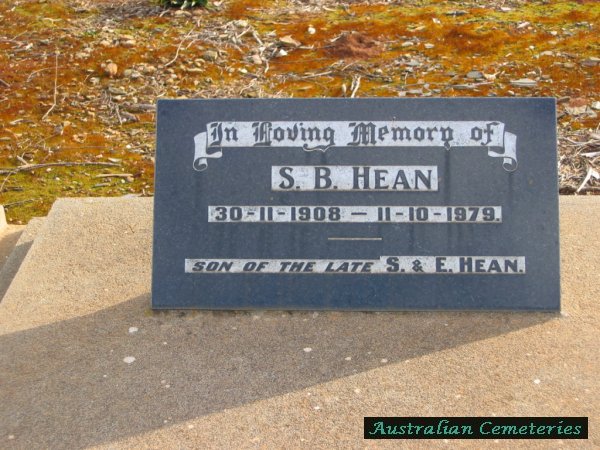 In Loving Memory of
S. B. HEAN
30-11-1908 — 11-10-1979.
SON OF THE LATE S. & E. HEAN.
Australian Cemeteries